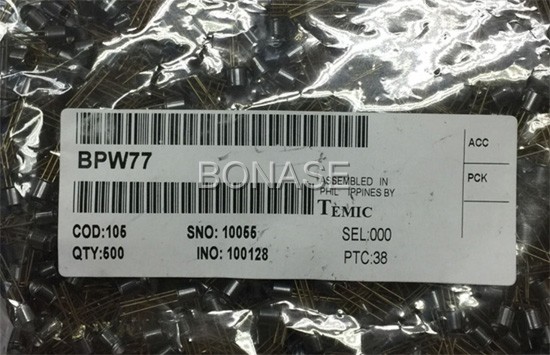 BPW77
BONASE
ASSEMBLED IN
PHILIPPINES BY
TEMIC
COD:105 SNO: 10055 SEL:000
QTY:500 INO: 100128 PTC:38
ACC
PCK